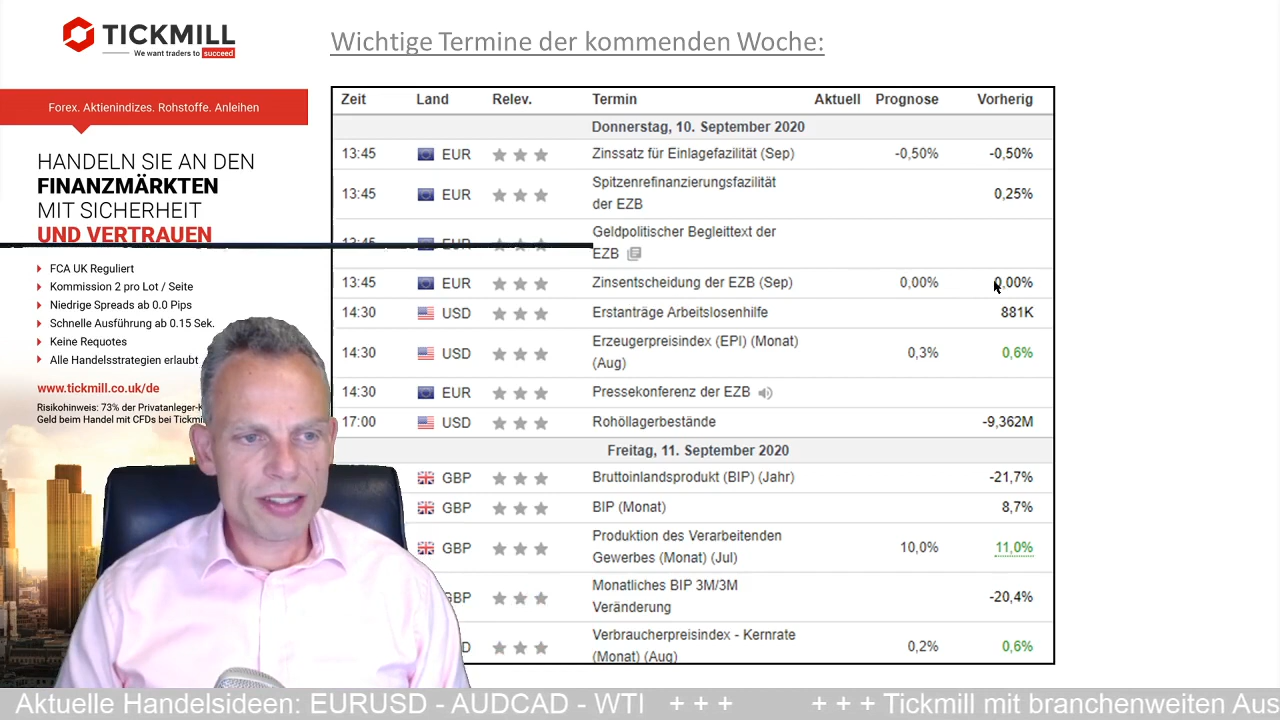 TICKMILL
We want traders to succeed
Forex. Aktienindizes. Rohstoffe. Anleihen
HANDELN SIE AN DEN
FINANZMÄRKTEN
MIT SICHERHEIT
UND VERTRAUEN
FCA UK Reguliert
Kommission 2 pro Lot / Seite
Niedrige Spreads ab 0.0 Pips
Schnelle Ausführung ab 0.15 Sek.
Keine Requotes
Alle Handelsstrategien erlaubt
www.tickmill.co.uk/de
Risikohinweis: 73% der Privatanleger-
Geld beim Handel mit CFDs bei
Wichtige Termine der kommenden Woche:
Zeit Land Relev. Termin Aktuell Prognose Vorherig
Donnerstag, 10. September 2020
13:45 EUR Zinssatz für Einlagefazilität (Sep) -0,50% -0,50%
13:45 EUR Spitzenrefinanzierungsfazilität
der EZB 0,25%
13:45 EUR Geldpolitischer Begleittext der
EZB
13:45 EUR Zinsentscheidung der EZB (Sep) 0,00% 0,00%
14:30 USD Erstanträge Arbeitslosenhilfe 881K
14:30 USD Erzeugerpreisindex (EPI) (Monat)
(Aug) 0,3% 0,6%
14:30 EUR Pressekonferenz der EZB
17:00 USD Rohöllagerbestände -9,362M
Freitag, 11. September 2020
GBP Bruttoinlandsprodukt (BIP) (Jahr) -21,7%
GBP BIP (Monat) 8,7%
GBP Produktion des Verarbeitenden
Gewerbes (Monat) (Jul) 10,0% 11,0%
GBP Monatliches BIP 3M/3M
Veränderung -20,4%
D Verbraucherpreisindex - Kernrate
(Monat) (Aug) 0,2% 0,6%
Aktuelle Handelsideen: EURUSD - AUDCAD - WTI + + + + + + Tickmill mit branchenweiten Aus